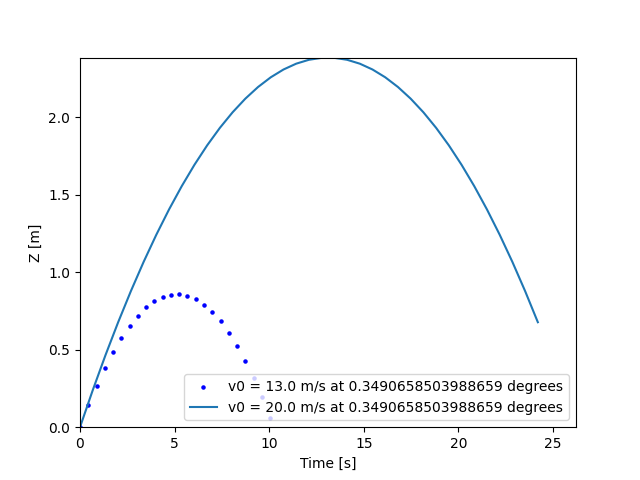 2.0
1.5
Z [m]
1.0
0.5
0.0
v0 = 13.0 m/s at 0.3490658503988659 degrees
v0 = 20.0 m/s at 0.3490658503988659 degrees
0 5 10 15 20 25
Time [s]